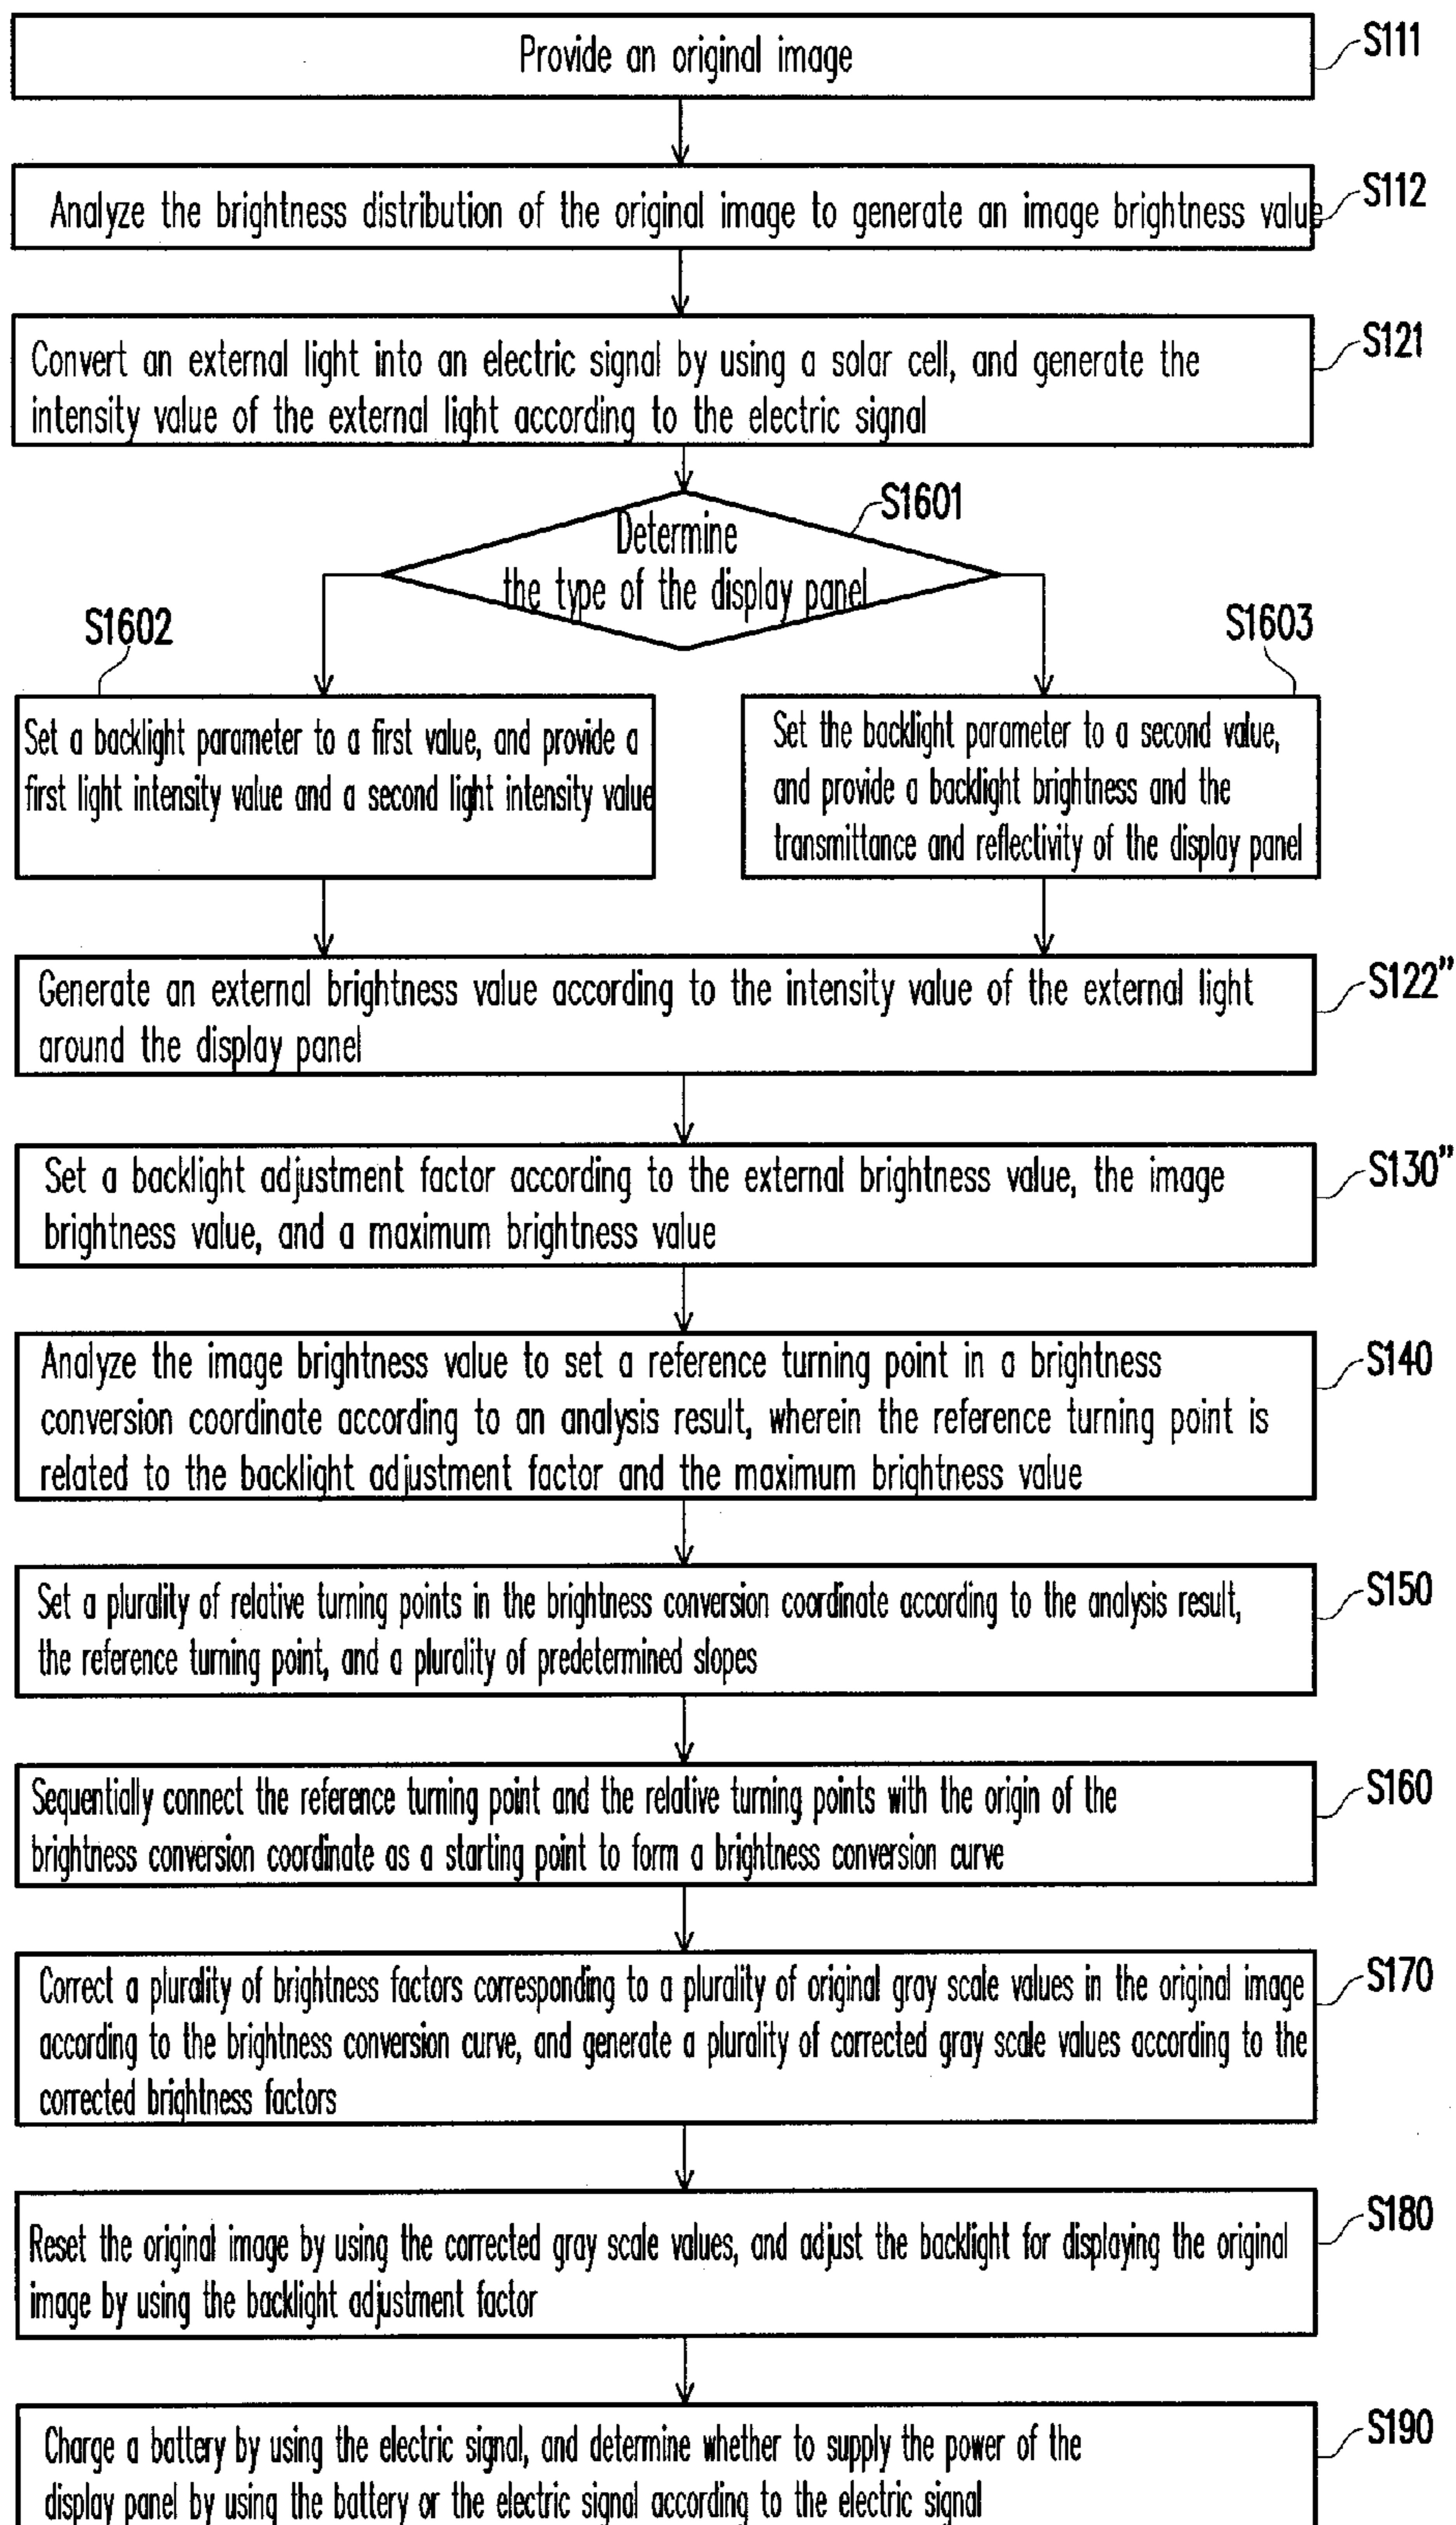 Provide an original image
S111
Analyze the brightness distribution of the original image to generate an image brightness value
S112
Convert an external light into an electric signal by using a solar cell, and generate the
intensity value of the external light according to the electric signal
S121
Determine
the type of the display panel
S1601
S1602
Set a backlight parameter to a first value, and provide a
first light intensity value and a second light intensity value
S1603
Set the backlight parameter to a second value,
and provide a backlight brightness and the
transmittance and reflectivity of the display panel
Generate an external brightness value according to the intensity value of the external light
around the display panel
S122"
Set a backlight adjustment factor according to the external brightness value, the image
brightness value, and a maximum brightness value
S130"
Analyze the image brightness value to set a reference turning point in a brightness
conversion coordinate according to an analysis result, wherein the reference turning point is
related to the backlight adjustment factor and the maximum brightness value
S140
Set a plurality of relative turning points in the brightness conversion coordinate according to the analysis result,
the reference turning point, and a plurality of predetermined slopes
S150
Sequentially connect the reference turning point and the relative turning points with the origin of the
brightness conversion coordinate as a starting point to form a brightness conversion curve
S160
Correct a plurality of brightness factors corresponding to a plurality of original gray scale values in the original image
according to the brightness conversion curve, and generate a plurality of corrected gray scale values according to the
corrected brightness factors
S170
Reset the original image by using the corrected gray scale values, and adjust the backlight for displaying the original
image by using the backlight adjustment factor
S180
Charge a battery by using the electric signal, and determine whether to supply the power of the
display panel by using the battery or the electric signal according to the electric signal
S190